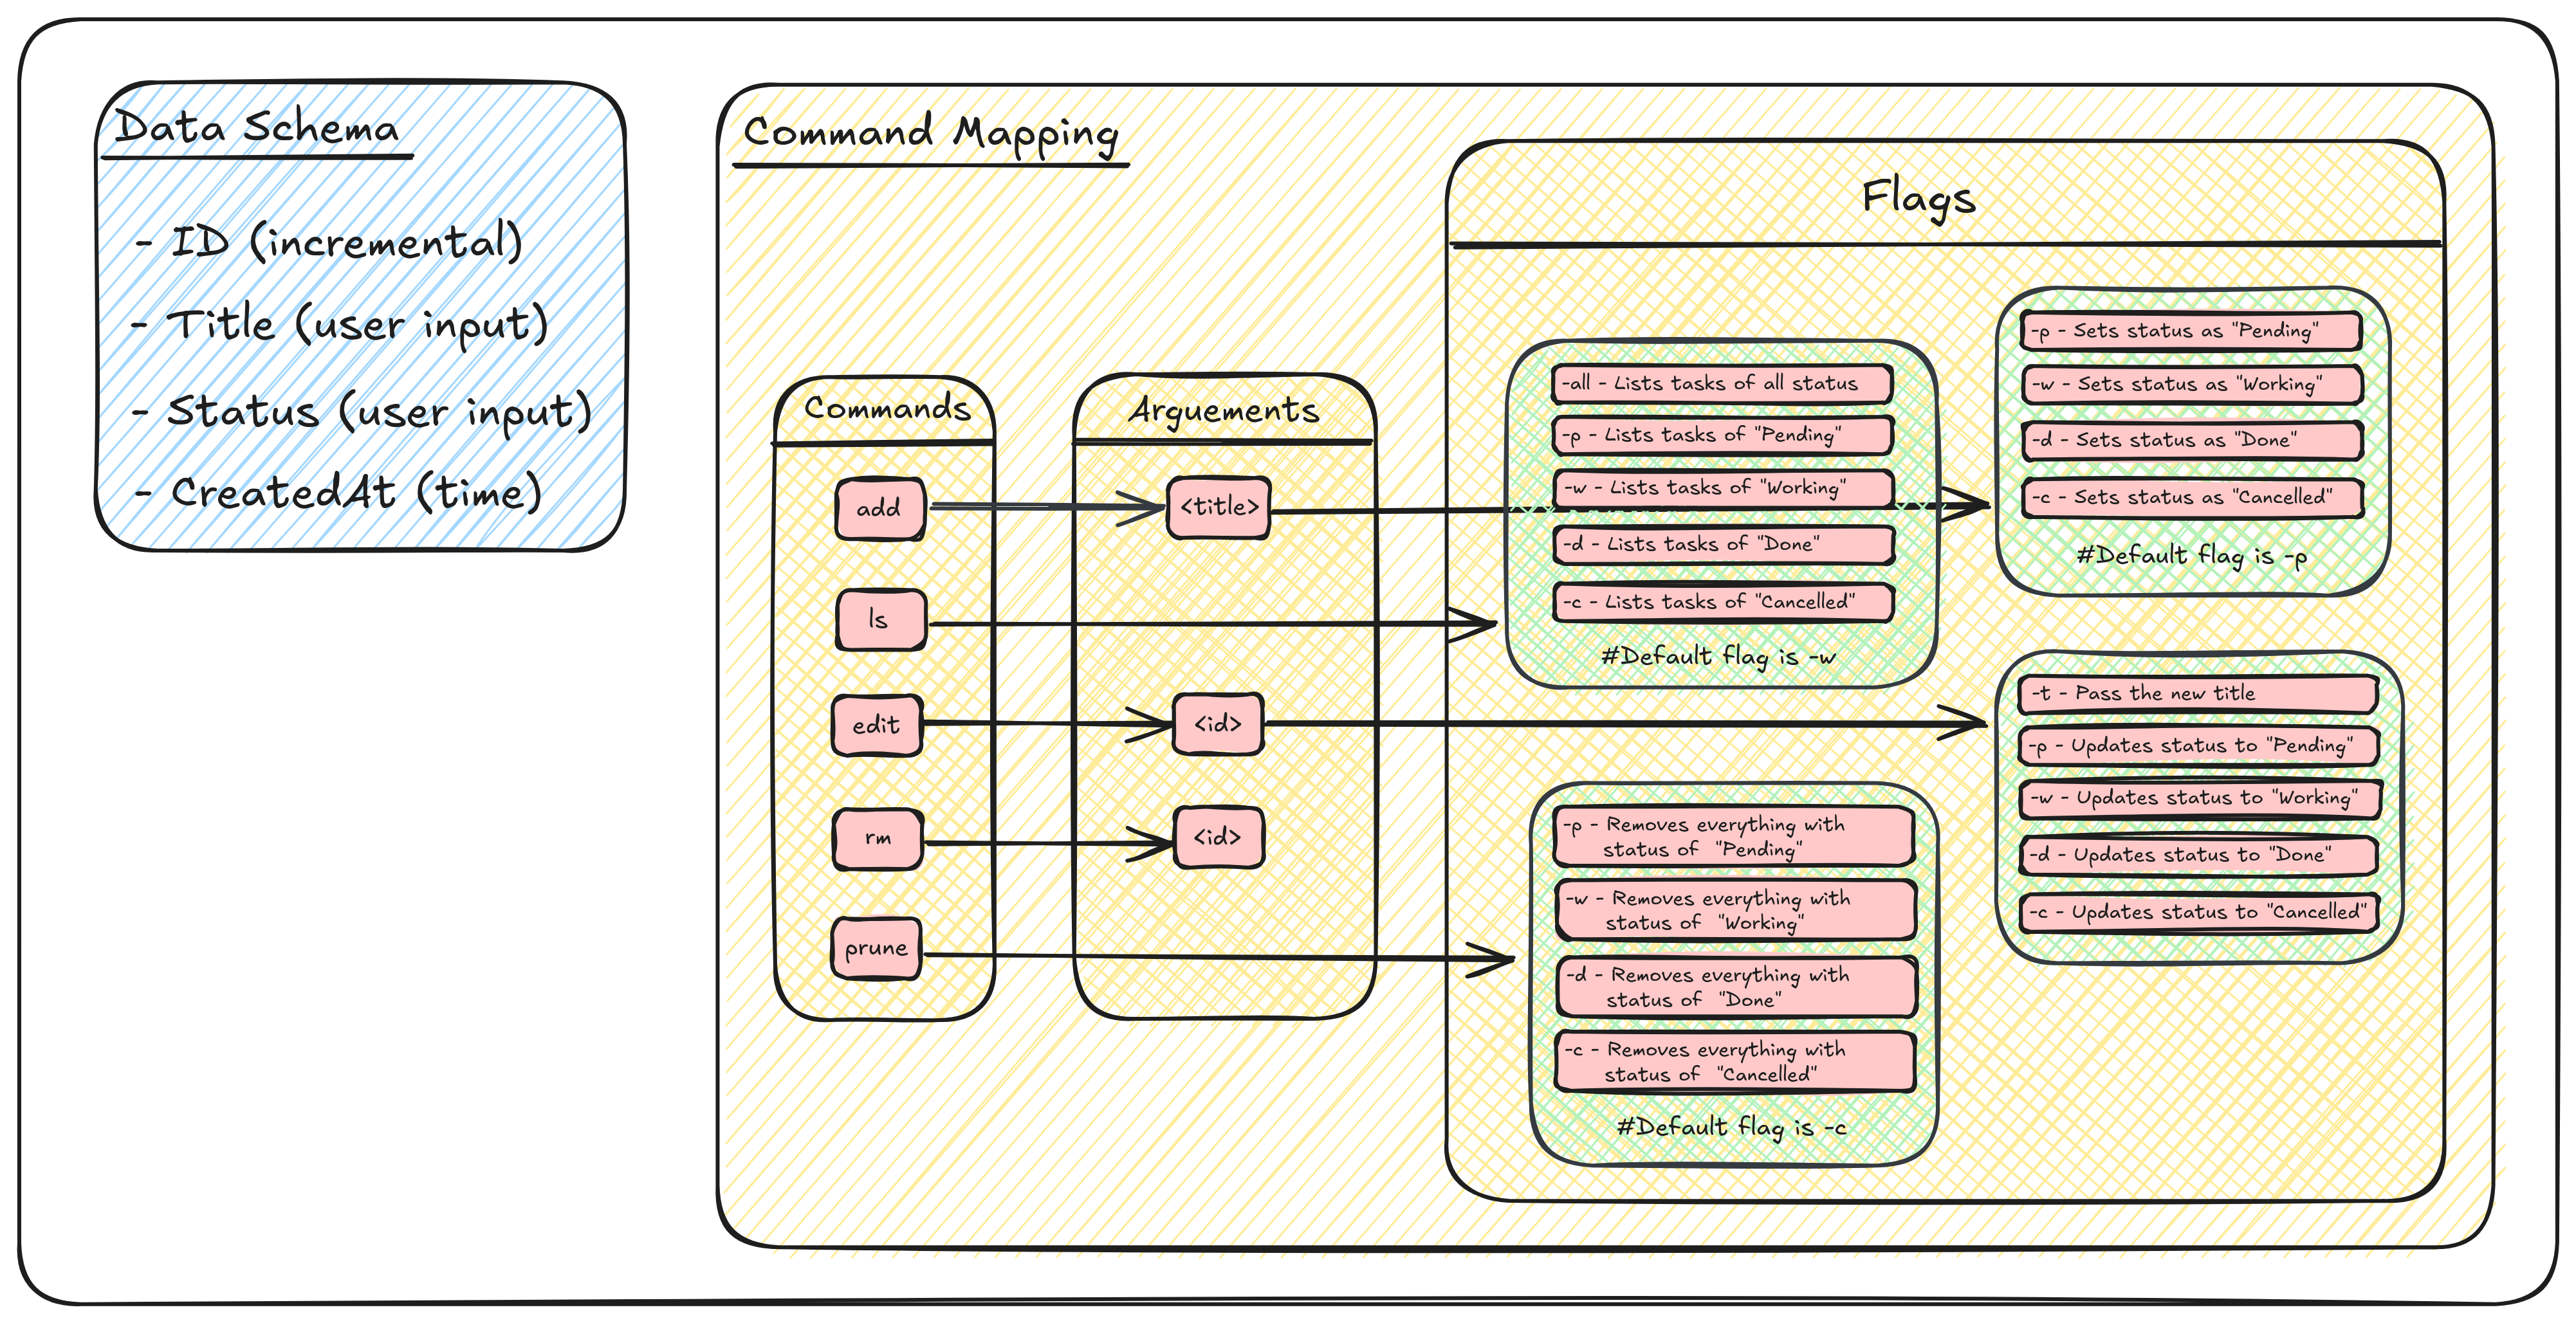 Data Schema
- ID (incremental)
- Title (user input)
- Status (user input)
- CreatedAt (time)
Command Mapping
Commands
add
ls
edit
rm
prune
Arguements
<title>
<id>
<id>
Flags
-all - Lists tasks of all status
-p - Lists tasks of "Pending"
-w - Lists tasks of "Working"
-d - Lists tasks of "Done"
-c - Lists tasks of "Cancelled"
#Default flag is -w
-p - Sets status as "Pending"
-w - Sets status as "Working"
-d - Sets status as "Done"
-c - Sets status as "Cancelled"
#Default flag is -p
-t - Pass the new title
-p - Updates status to "Pending"
-w - Updates status to "Working"
-d - Updates status to "Done"
-c - Updates status to "Cancelled"
-p - Removes everything with
status of "Pending"
-w - Removes everything with
status of "Working"
-d - Removes everything with
status of "Done"
-c - Removes everything with
status of "Cancelled"
#Default flag is -c